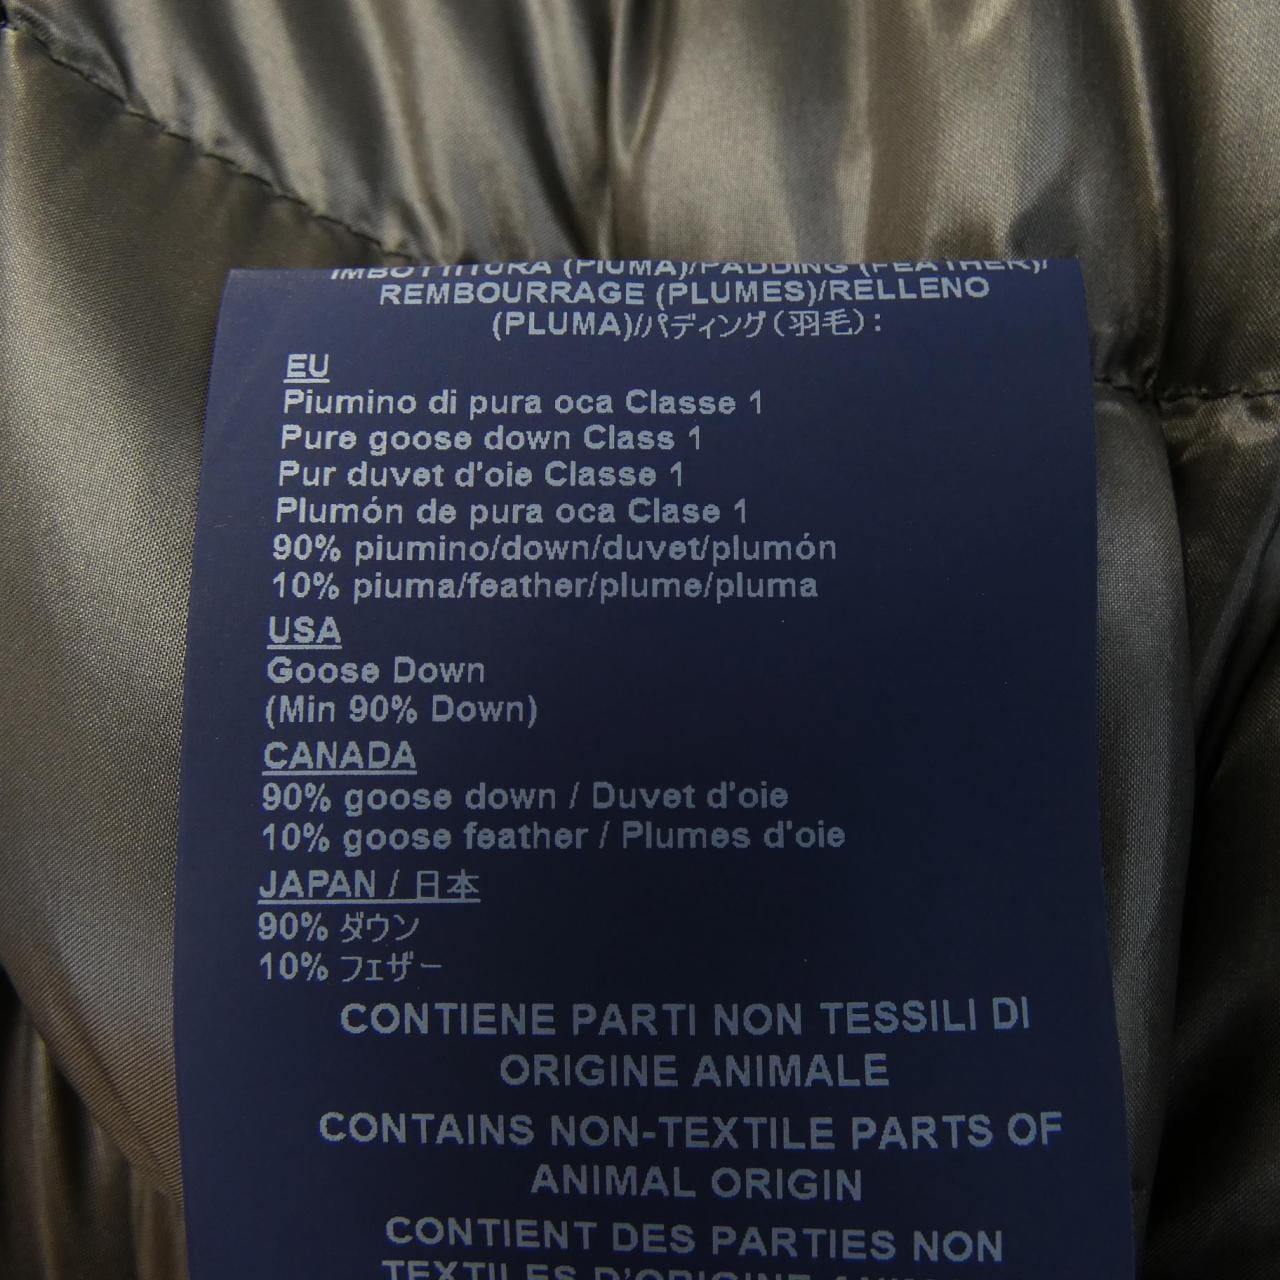 IMBOTTITURA (PIUMA)/PADDING (FEATHER)/
REMBOURRAGE (PLUMES)/RELLENO
(PLUMA)/パディング(羽毛):
EU
Piumino di pura oca Classe 1
Pure goose down Class 1
Pur duvet d'oie Classe 1
Plumón de pura oca Clase 1
90% piumino/down/duvet/plumón
10% piuma/feather/plume/pluma
USA
Goose Down
(Min 90% Down)
CANADA
90% goose down / Duvet d'oie
10% goose feather / Plumes d'oie
JAPAN / 日本
90% ダウン
10% フェザー
CONTIENE PARTI NON TESSILI DI
ORIGINE ANIMALE
CONTAINS NON-TEXTILE PARTS OF
ANIMAL ORIGIN
CONTIENT DES PARTIES NON
TEXTILES D'ORIGINE